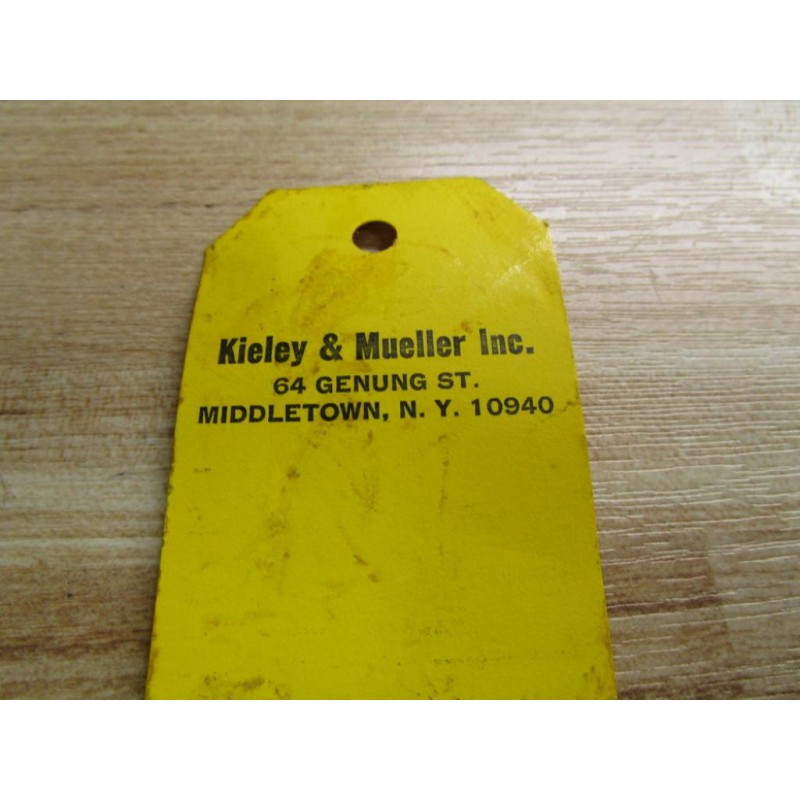 Kieley & Mueller Inc.
64 GENUNG ST.
MIDDLETOWN, N. Y. 10940